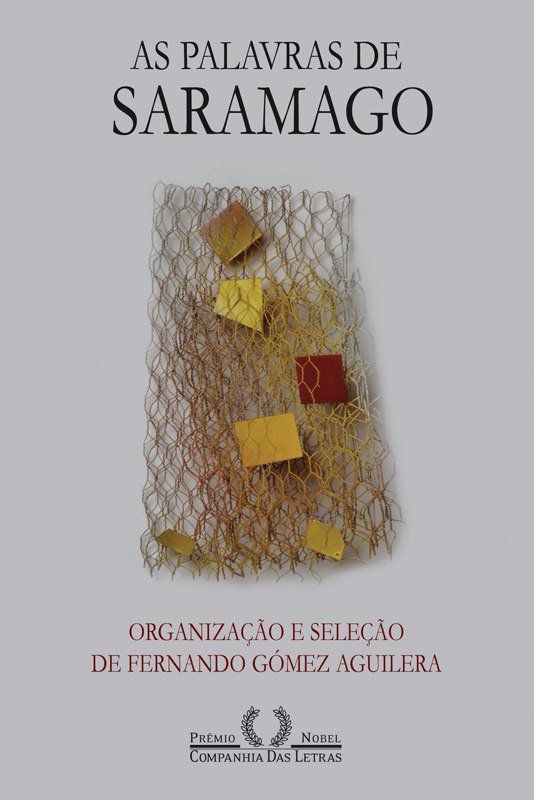 AS PALAVRAS DE
SARAMAGO
ORGANIZAÇÃO E SELEÇÃO
DE FERNANDO GÓMEZ AGUILERA
PRÊMIO NOBEL
COMPANHIA DAS LETRAS